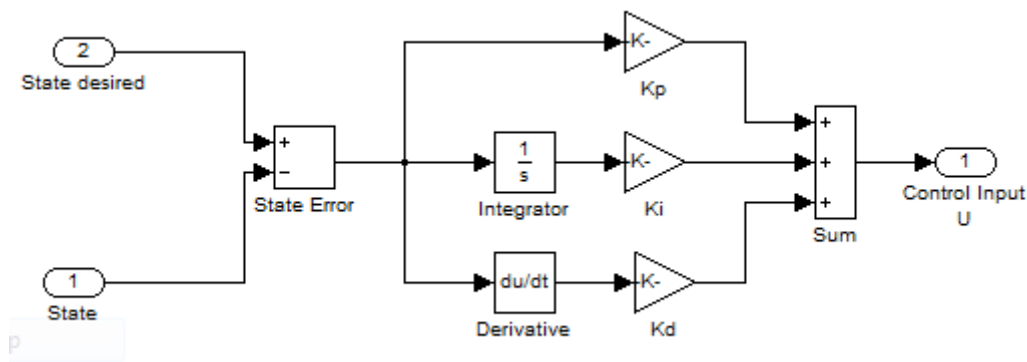 2
State desired
+
−
State Error
1
State
K-
Kp
1
s
Integrator
K-
Ki
du/dt
Derivative
K-
Kd
+
+
+
Sum
1
Control Input
U
p